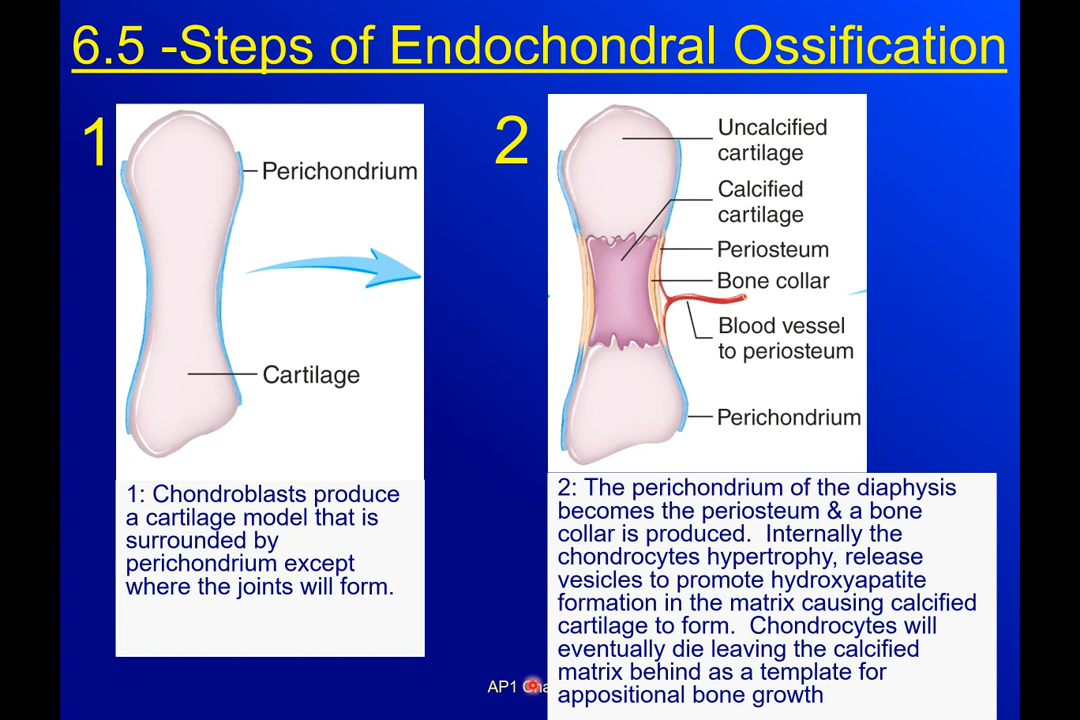 6.5 -Steps of Endochondral Ossification
1
Perichondrium
Cartilage
1: Chondroblasts produce
a cartilage model that is
surrounded by
perichondrium except
where the joints will form.
2
Uncalcified
cartilage
Calcified
cartilage
Periosteum
Bone collar
Blood vessel
to periosteum
Perichondrium
2: The perichondrium of the diaphysis
becomes the periosteum & a bone
collar is produced. Internally the
chondrocytes hypertrophy, release
vesicles to promote hydroxyapatite
formation in the matrix causing calcified
cartilage to form. Chondrocytes will
eventually die leaving the calcified
matrix behind as a template for
appositional bone growth
AP1